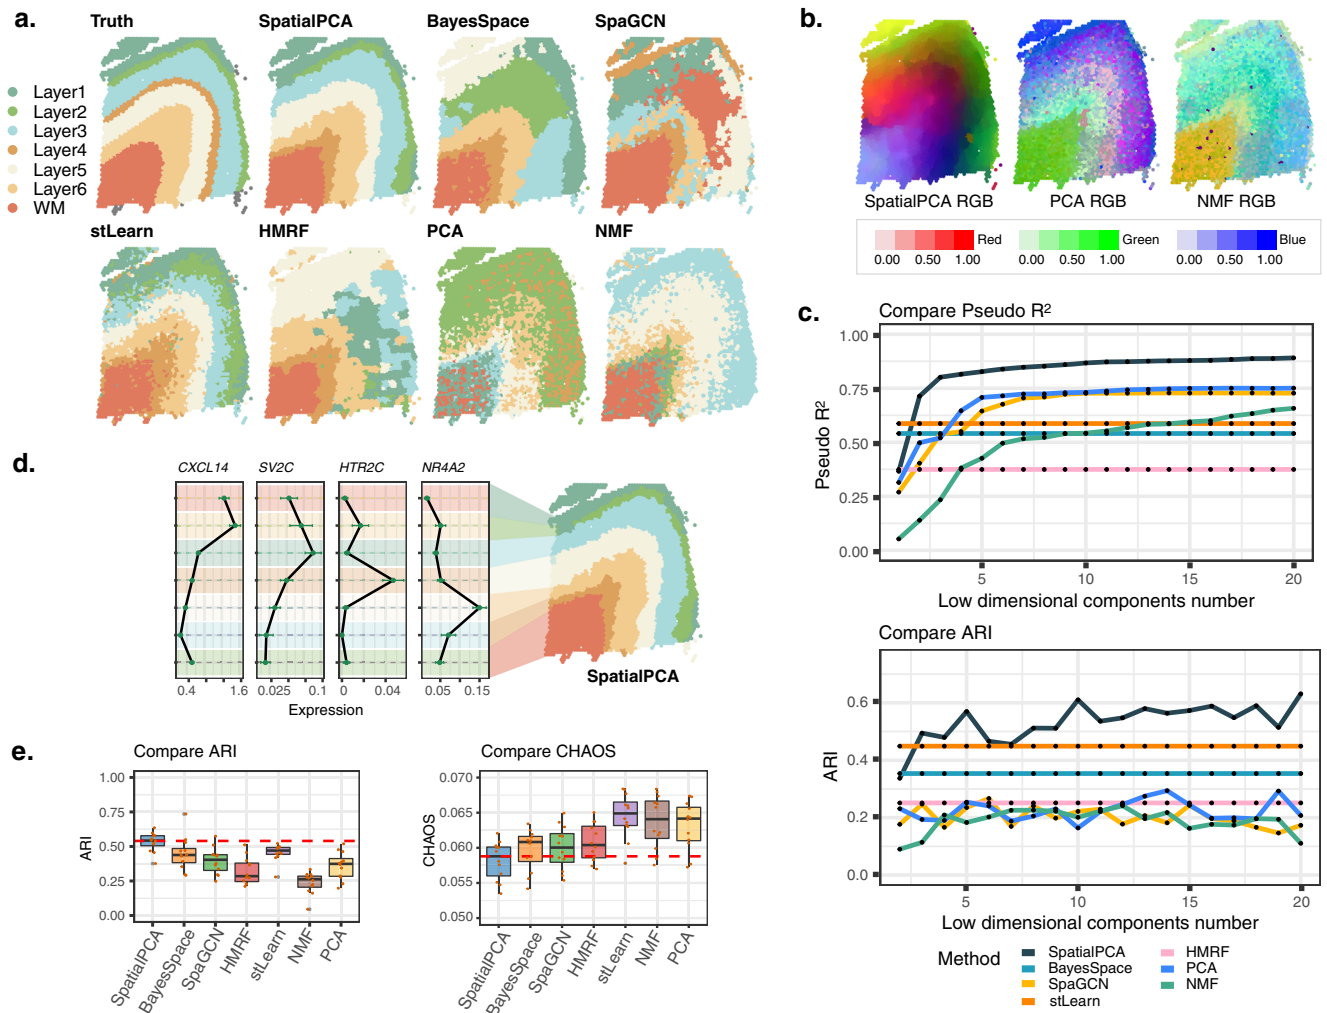 a.
Truth
SpatialPCA
BayesSpace
SpaGCN
Layer1
Layer2
Layer3
Layer4
Layer5
Layer6
WM
stLearn
HMRF
PCA
NMF
b.
SpatialPCA RGB
PCA RGB
NMF RGB
Red
0.00 0.50 1.00
Green
0.00 0.50 1.00
Blue
0.00 0.50 1.00
c.
Compare Pseudo R²
Pseudo R²
1.00
0.75
0.50
0.25
0.00
5 10 15 20
Low dimensional components number
Compare ARI
ARI
0.6
0.4
0.2
0.0
5 10 15 20
Low dimensional components number
Method
SpatialPCA
BayesSpace
SpaGCN
stLearn
HMRF
PCA
NMF
d.
CXCL14
SV2C
HTR2C
NR4A2
0.4 1.6
0.025 0.1
0 0.04
0.05 0.15
Expression
SpatialPCA
e.
Compare ARI
ARI
1.00
0.75
0.50
0.25
0.00
SpatialPCA
BayesSpace
SpaGCN
HMRF
stLearn
NMF
PCA
Compare CHAOS
CHAOS
0.070
0.065
0.060
0.055
0.050
SpatialPCA
BayesSpace
SpaGCN
HMRF
stLearn
NMF
PCA